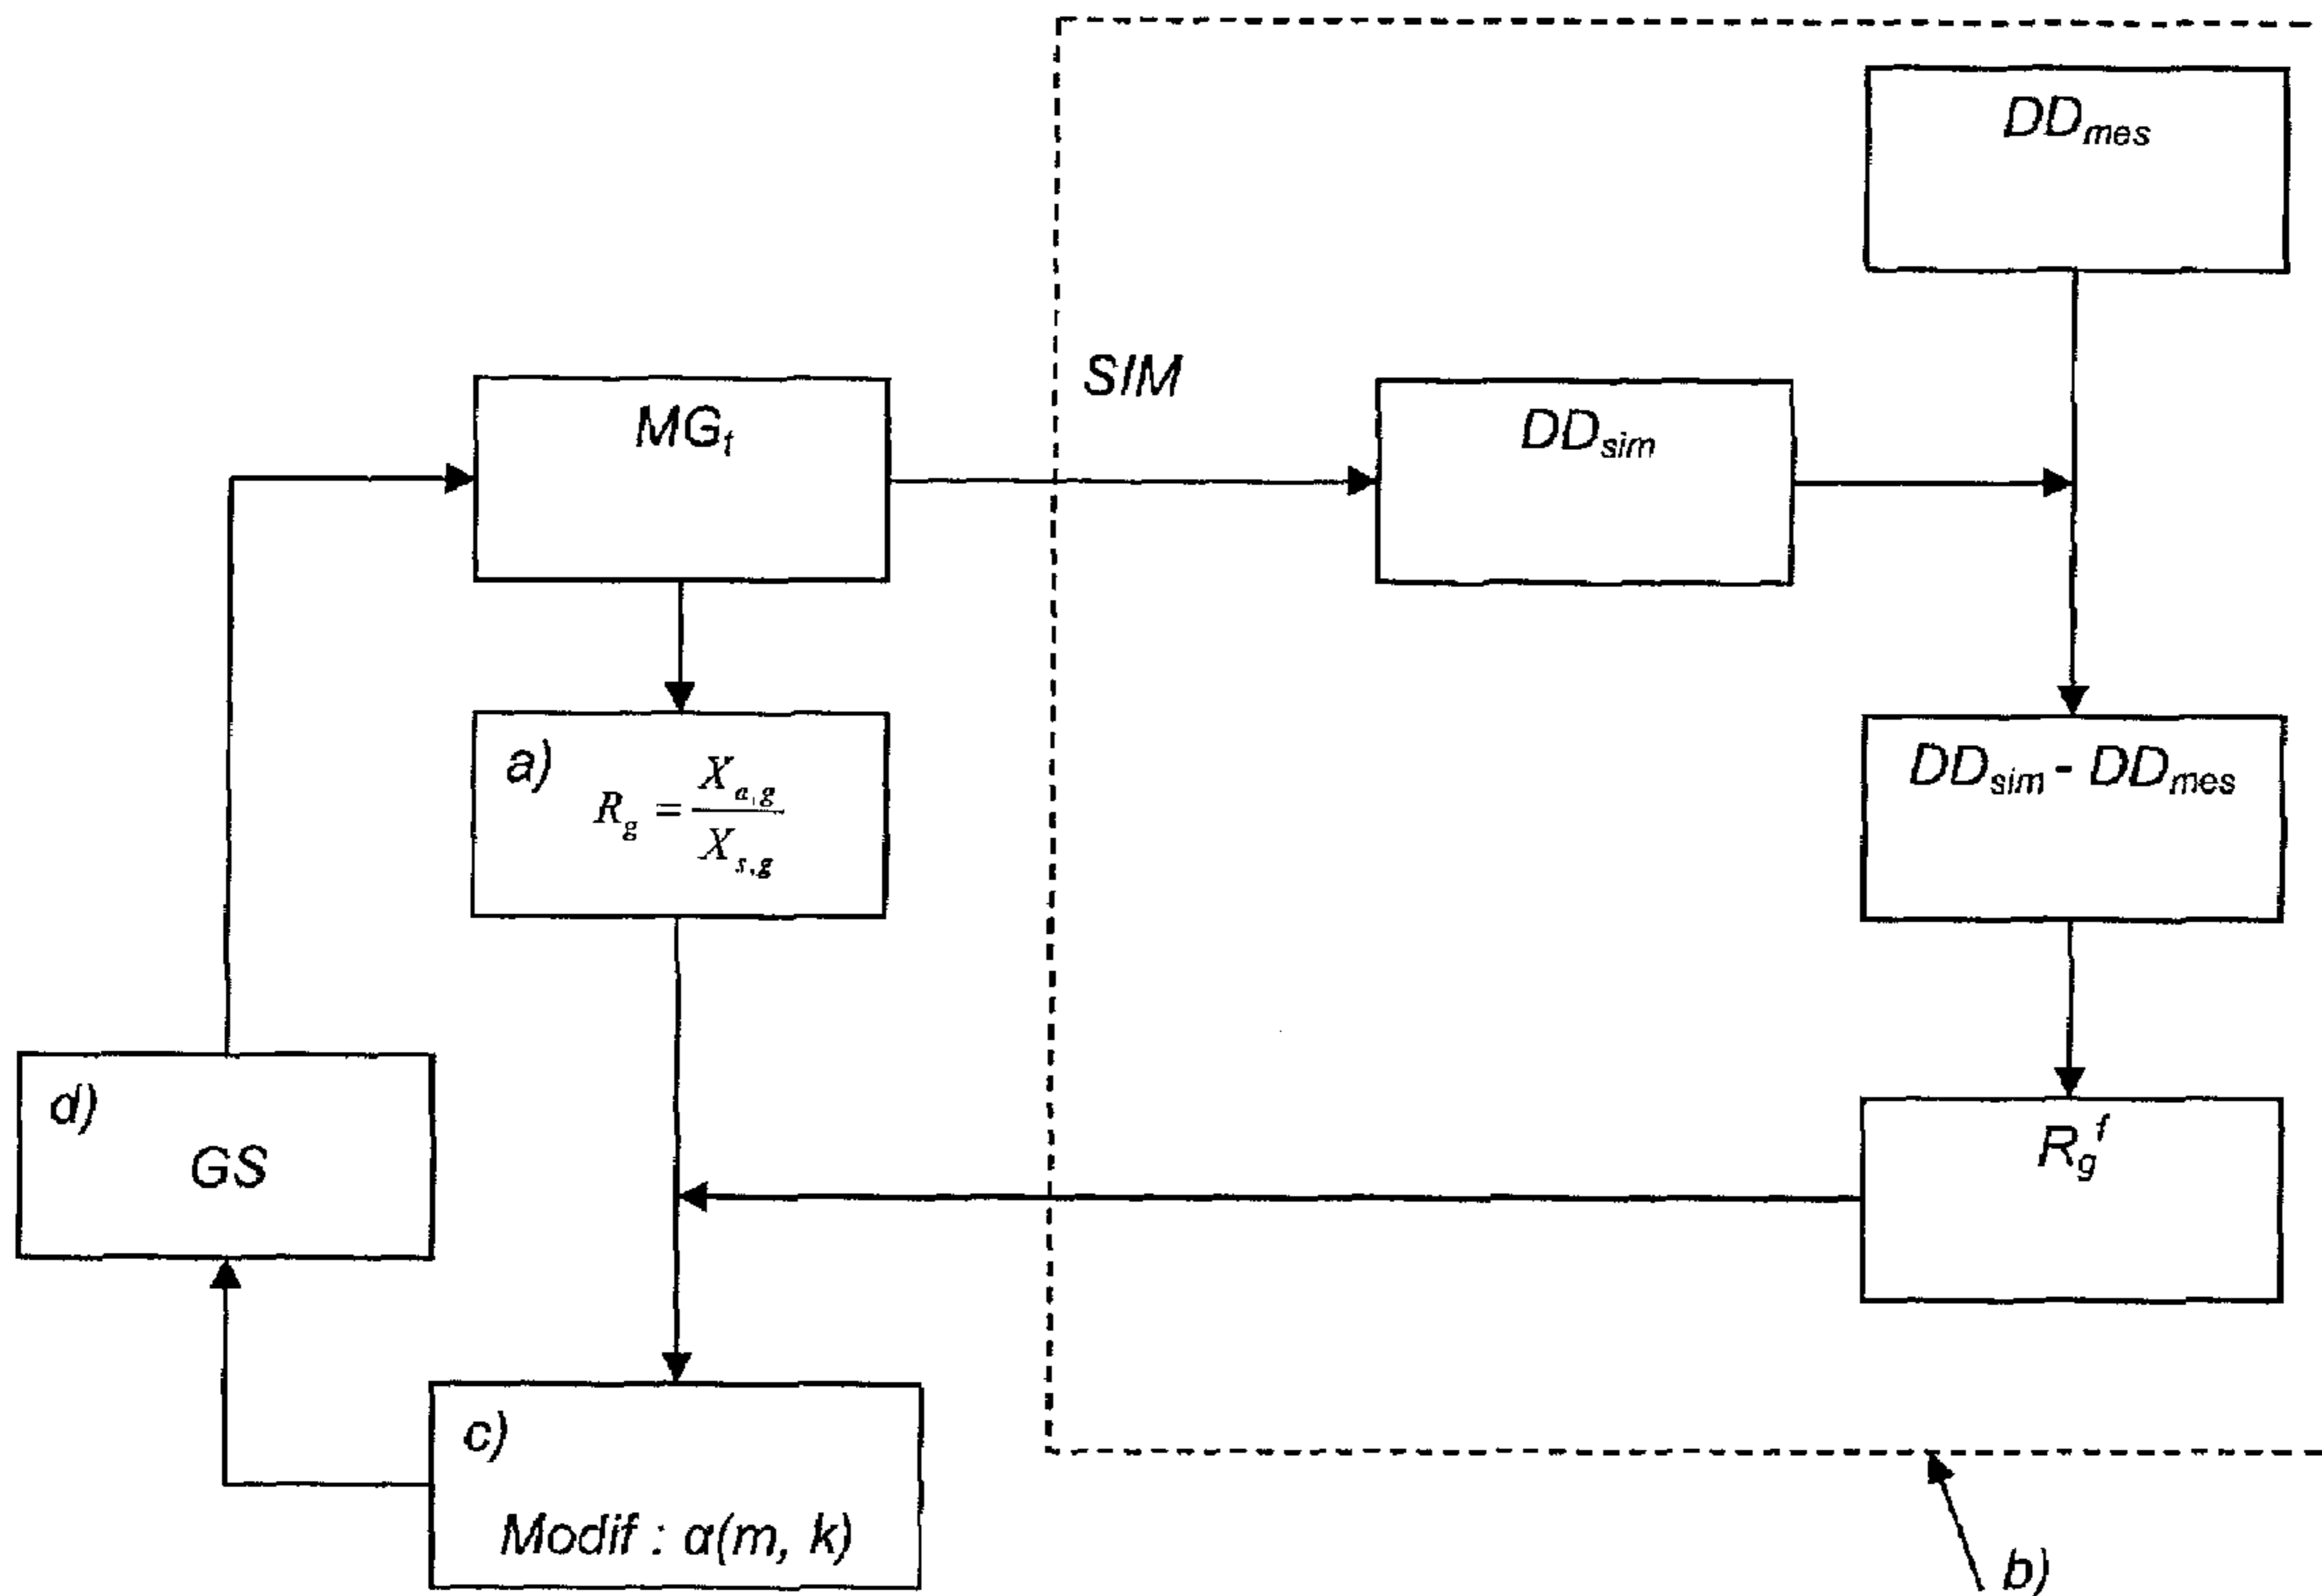 DD_mes
SIM
MG_t
DD_sim
a)
R_g = X_a,g / X_s,g
DD_sim - DD_mes
d)
GS
R_g^f
c)
Modif : α(m, k)
b)